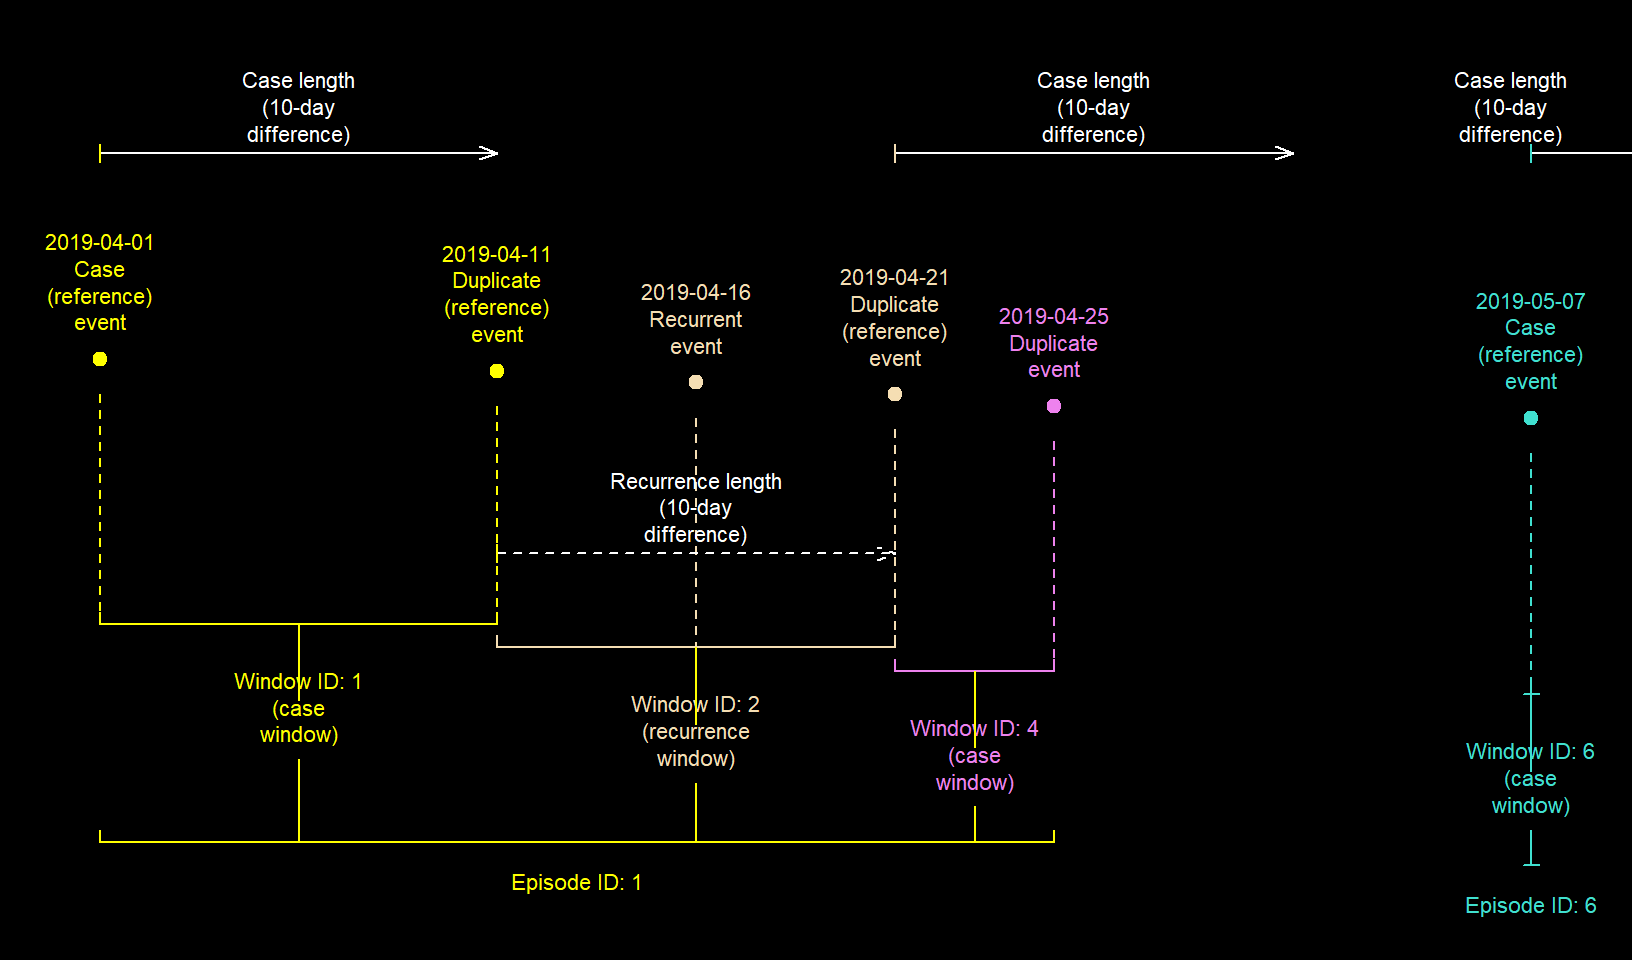 Case length
(10-day
difference)
Case length
(10-day
difference)
Case length
(10-day
difference)
2019-04-01
Case
(reference)
event
2019-04-11
Duplicate
(reference)
event
2019-04-16
Recurrent
event
2019-04-21
Duplicate
(reference)
event
2019-04-25
Duplicate
event
2019-05-07
Case
(reference)
event
Recurrence length
(10-day
difference)
Window ID: 1
(case
window)
Window ID: 2
(recurrence
window)
Window ID: 4
(case
window)
Window ID: 6
(case
window)
Episode ID: 1
Episode ID: 6